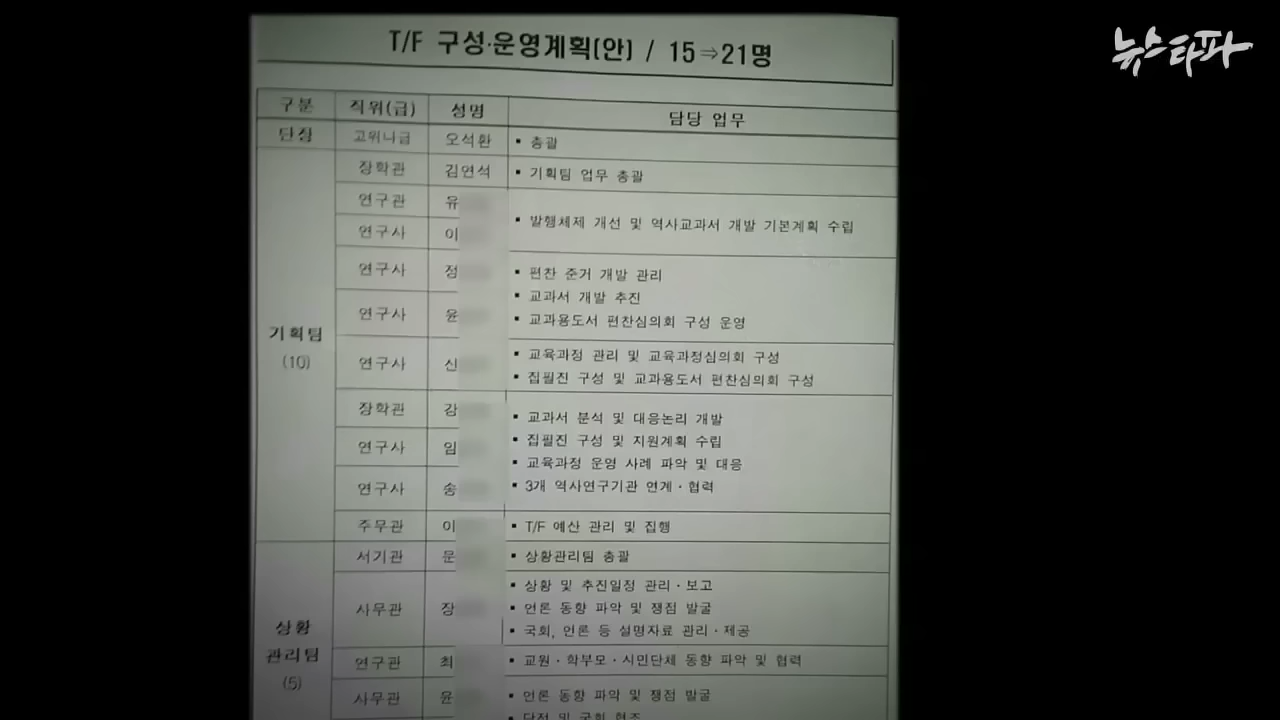 뉴스타파
T/F 구성·운영계획(안) / 15⇒21명
구분 직위(급) 성명 담당 업무
단장 고위나급 오석환 ▪ 총괄
장학관 김연석 ▪ 기획팀 업무 총괄
연구관 유
▪ 발행체제 개선 및 역사교과서 개발 기본계획 수립
연구사 이
연구사 정 ▪ 편찬 준거 개발 관리
▪ 교과서 개발 추진
연구사 윤 ▪ 교과용도서 편찬심의회 구성 운영
기획팀
(10)
연구사 신 ▪ 교육과정 관리 및 교육과정심의회 구성
▪ 집필진 구성 및 교과용도서 편찬심의회 구성
장학관 강 ▪ 교과서 분석 및 대응논리 개발
연구사 임 ▪ 집필진 구성 및 지원계획 수립
▪ 교육과정 운영 사례 파악 및 대응
연구사 송 ▪ 3개 역사연구기관 연계·협력
주무관 이 ▪ T/F 예산 관리 및 집행
서기관 문 ▪ 상황관리팀 총괄
▪ 상황 및 추진일정 관리·보고
사무관 장 ▪ 언론 동향 파악 및 쟁점 발굴
▪ 국회, 언론 등 설명자료 관리·제공
상황
관리팀
(5)
연구관 최 ▪ 교원·학부모·시민단체 동향 파악 및 협력
사무관 윤 ▪ 언론 동향 파악 및 쟁점 발굴